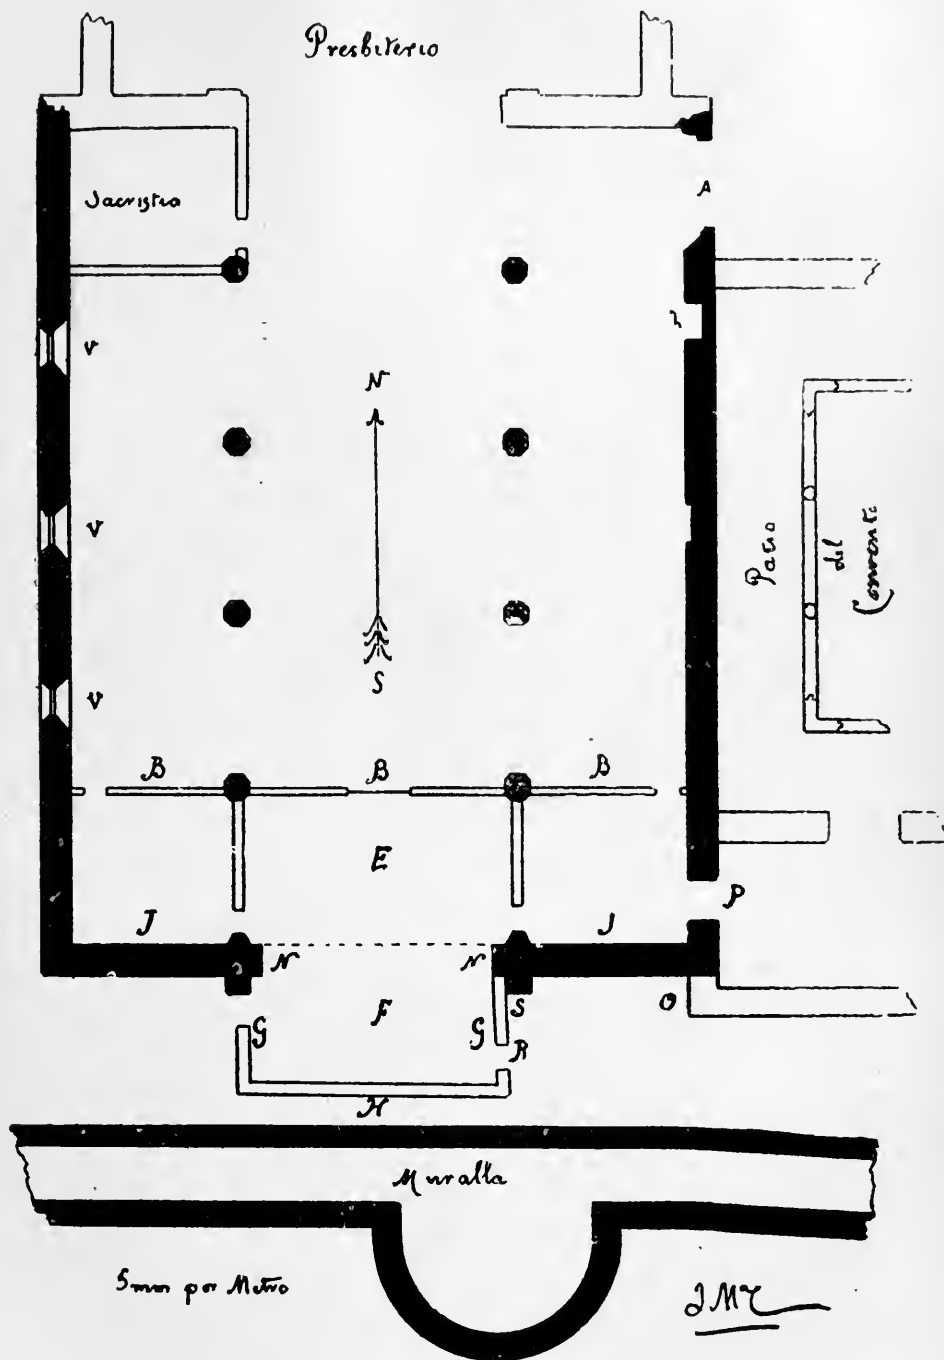 Presbiterio
A
Sacristia
V
N
V
Patio
del
Convento
V
S
B B B
E
P
J J
N N
F
S
O
G G
R
H
Muralla
5mm por Metro